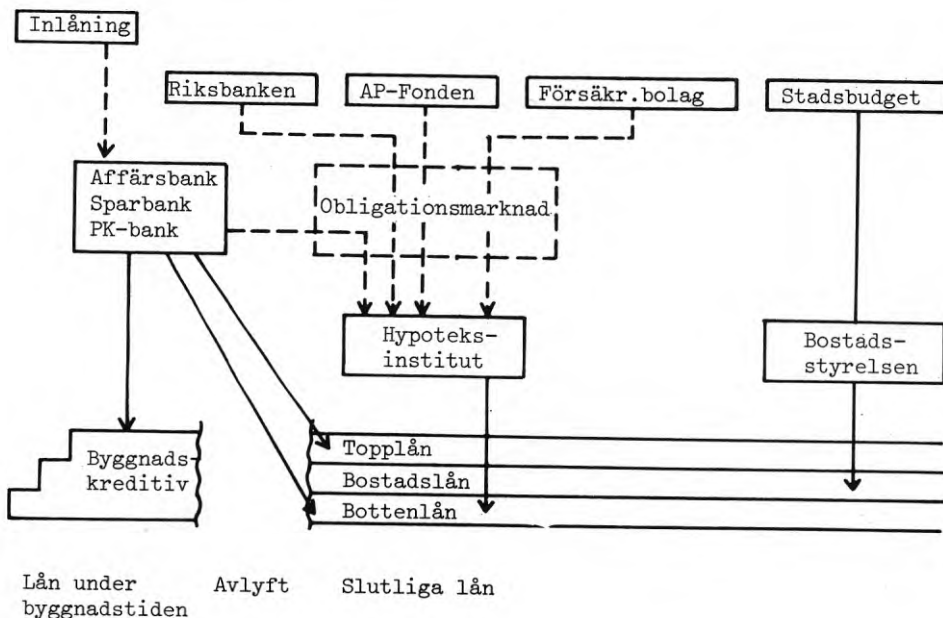 Inlåning
Riksbanken
AP-Fonden
Försäkr.bolag
Stadsbudget
Affärsbank
Sparbank
PK-bank
Obligationsmarknad
Hypoteks-
institut
Bostads-
styrelsen
Byggnads-
kreditiv
Topplån
Bostadslån
Bottenlån
Lån under
byggnadstiden
Avlyft
Slutliga lån